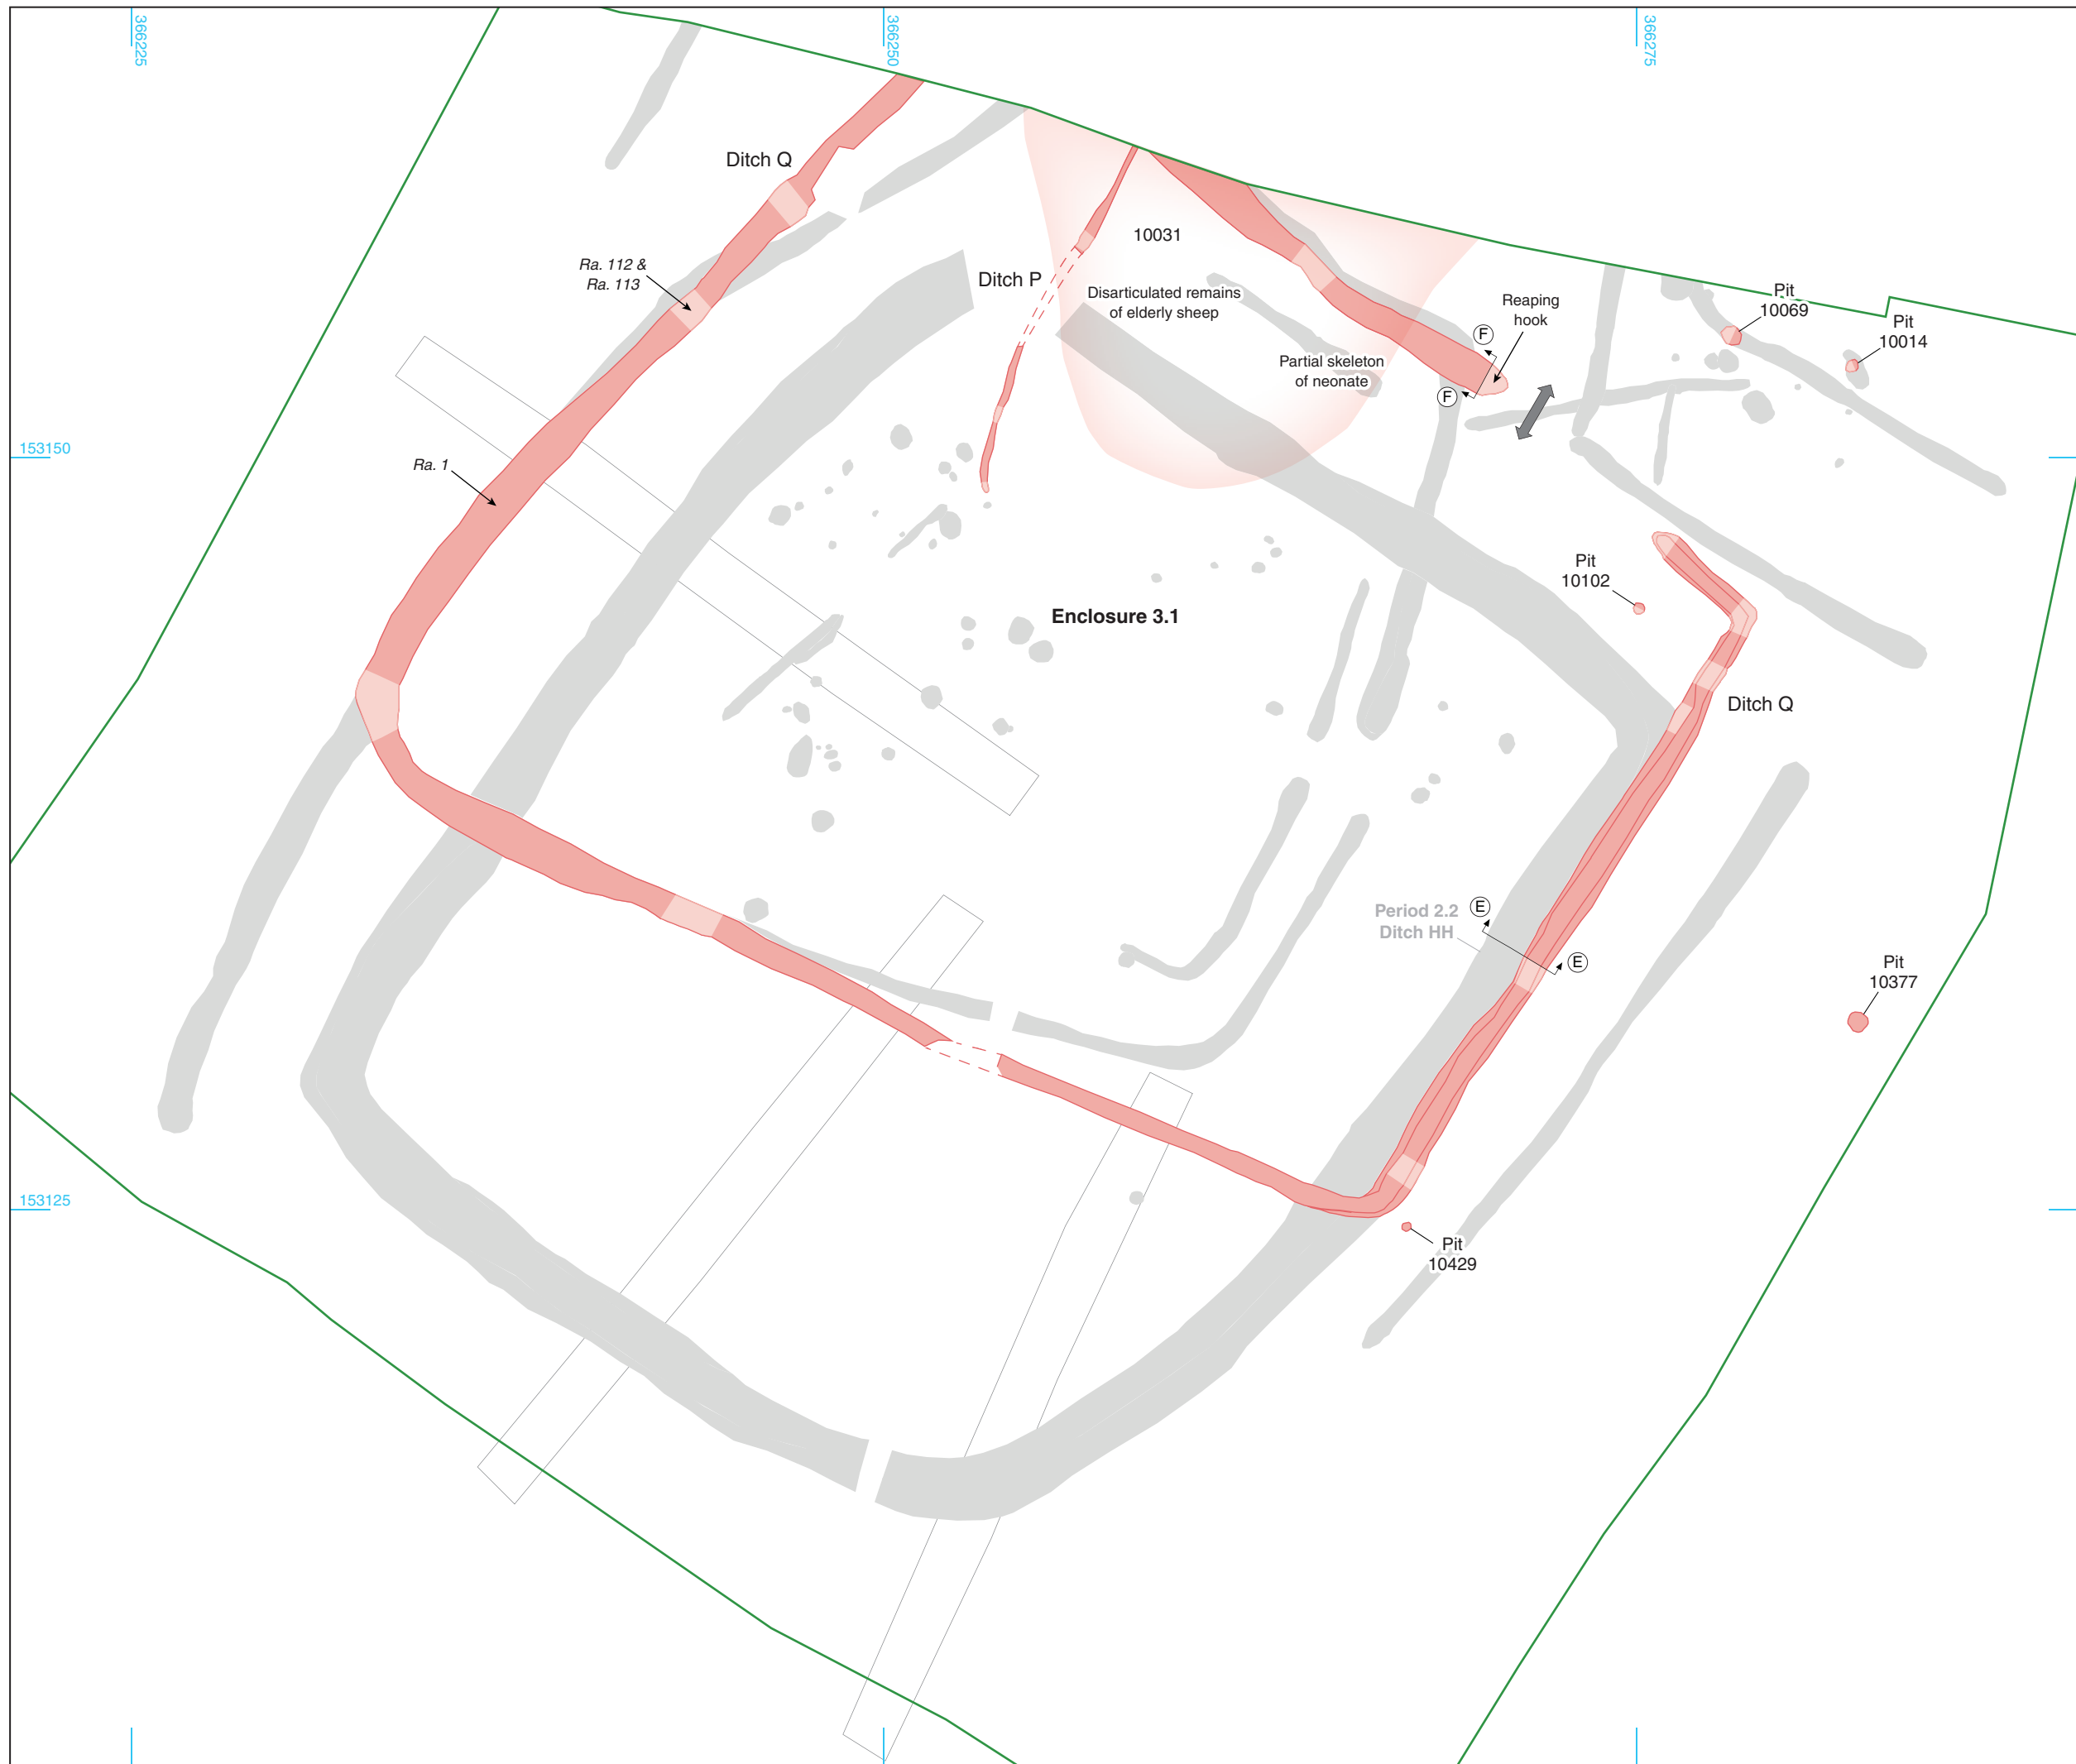 366225
366250
366275
Ditch Q
10031
Ra. 112 &
Ra. 113
Ditch P
Disarticulated remains
of elderly sheep
Reaping
hook
Pit
10069
Pit
10014
F
Partial skeleton
of neonate
F
153150
Ra. 1
Pit
10102
Enclosure 3.1
Ditch Q
Period 2.2
Ditch HH
E
E
Pit
10377
153125
Pit
10429